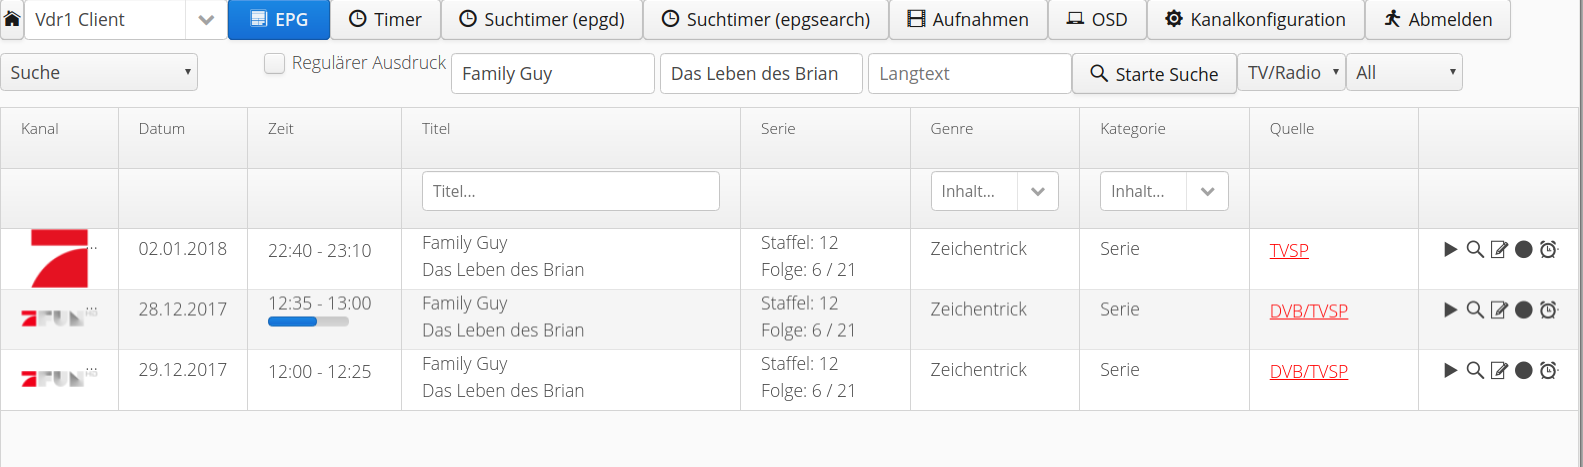 Vdr1 Client EPG Timer Suchtimer (epgd) Suchtimer (epgsearch) Aufnahmen OSD Kanalkonfiguration Abmelden
Suche Regulärer Ausdruck Family Guy Das Leben des Brian Langtext Starte Suche TV/Radio All
Kanal Datum Zeit Titel Serie Genre Kategorie Quelle
Titel... Inhalt... Inhalt...
... 02.01.2018 22:40 - 23:10 Family Guy Staffel: 12 Zeichentrick Serie TVSP
Das Leben des Brian Folge: 6 / 21
FUN ... 28.12.2017 12:35 - 13:00 Family Guy Staffel: 12 Zeichentrick Serie DVB/TVSP
Das Leben des Brian Folge: 6 / 21
FUN ... 29.12.2017 12:00 - 12:25 Family Guy Staffel: 12 Zeichentrick Serie DVB/TVSP
Das Leben des Brian Folge: 6 / 21